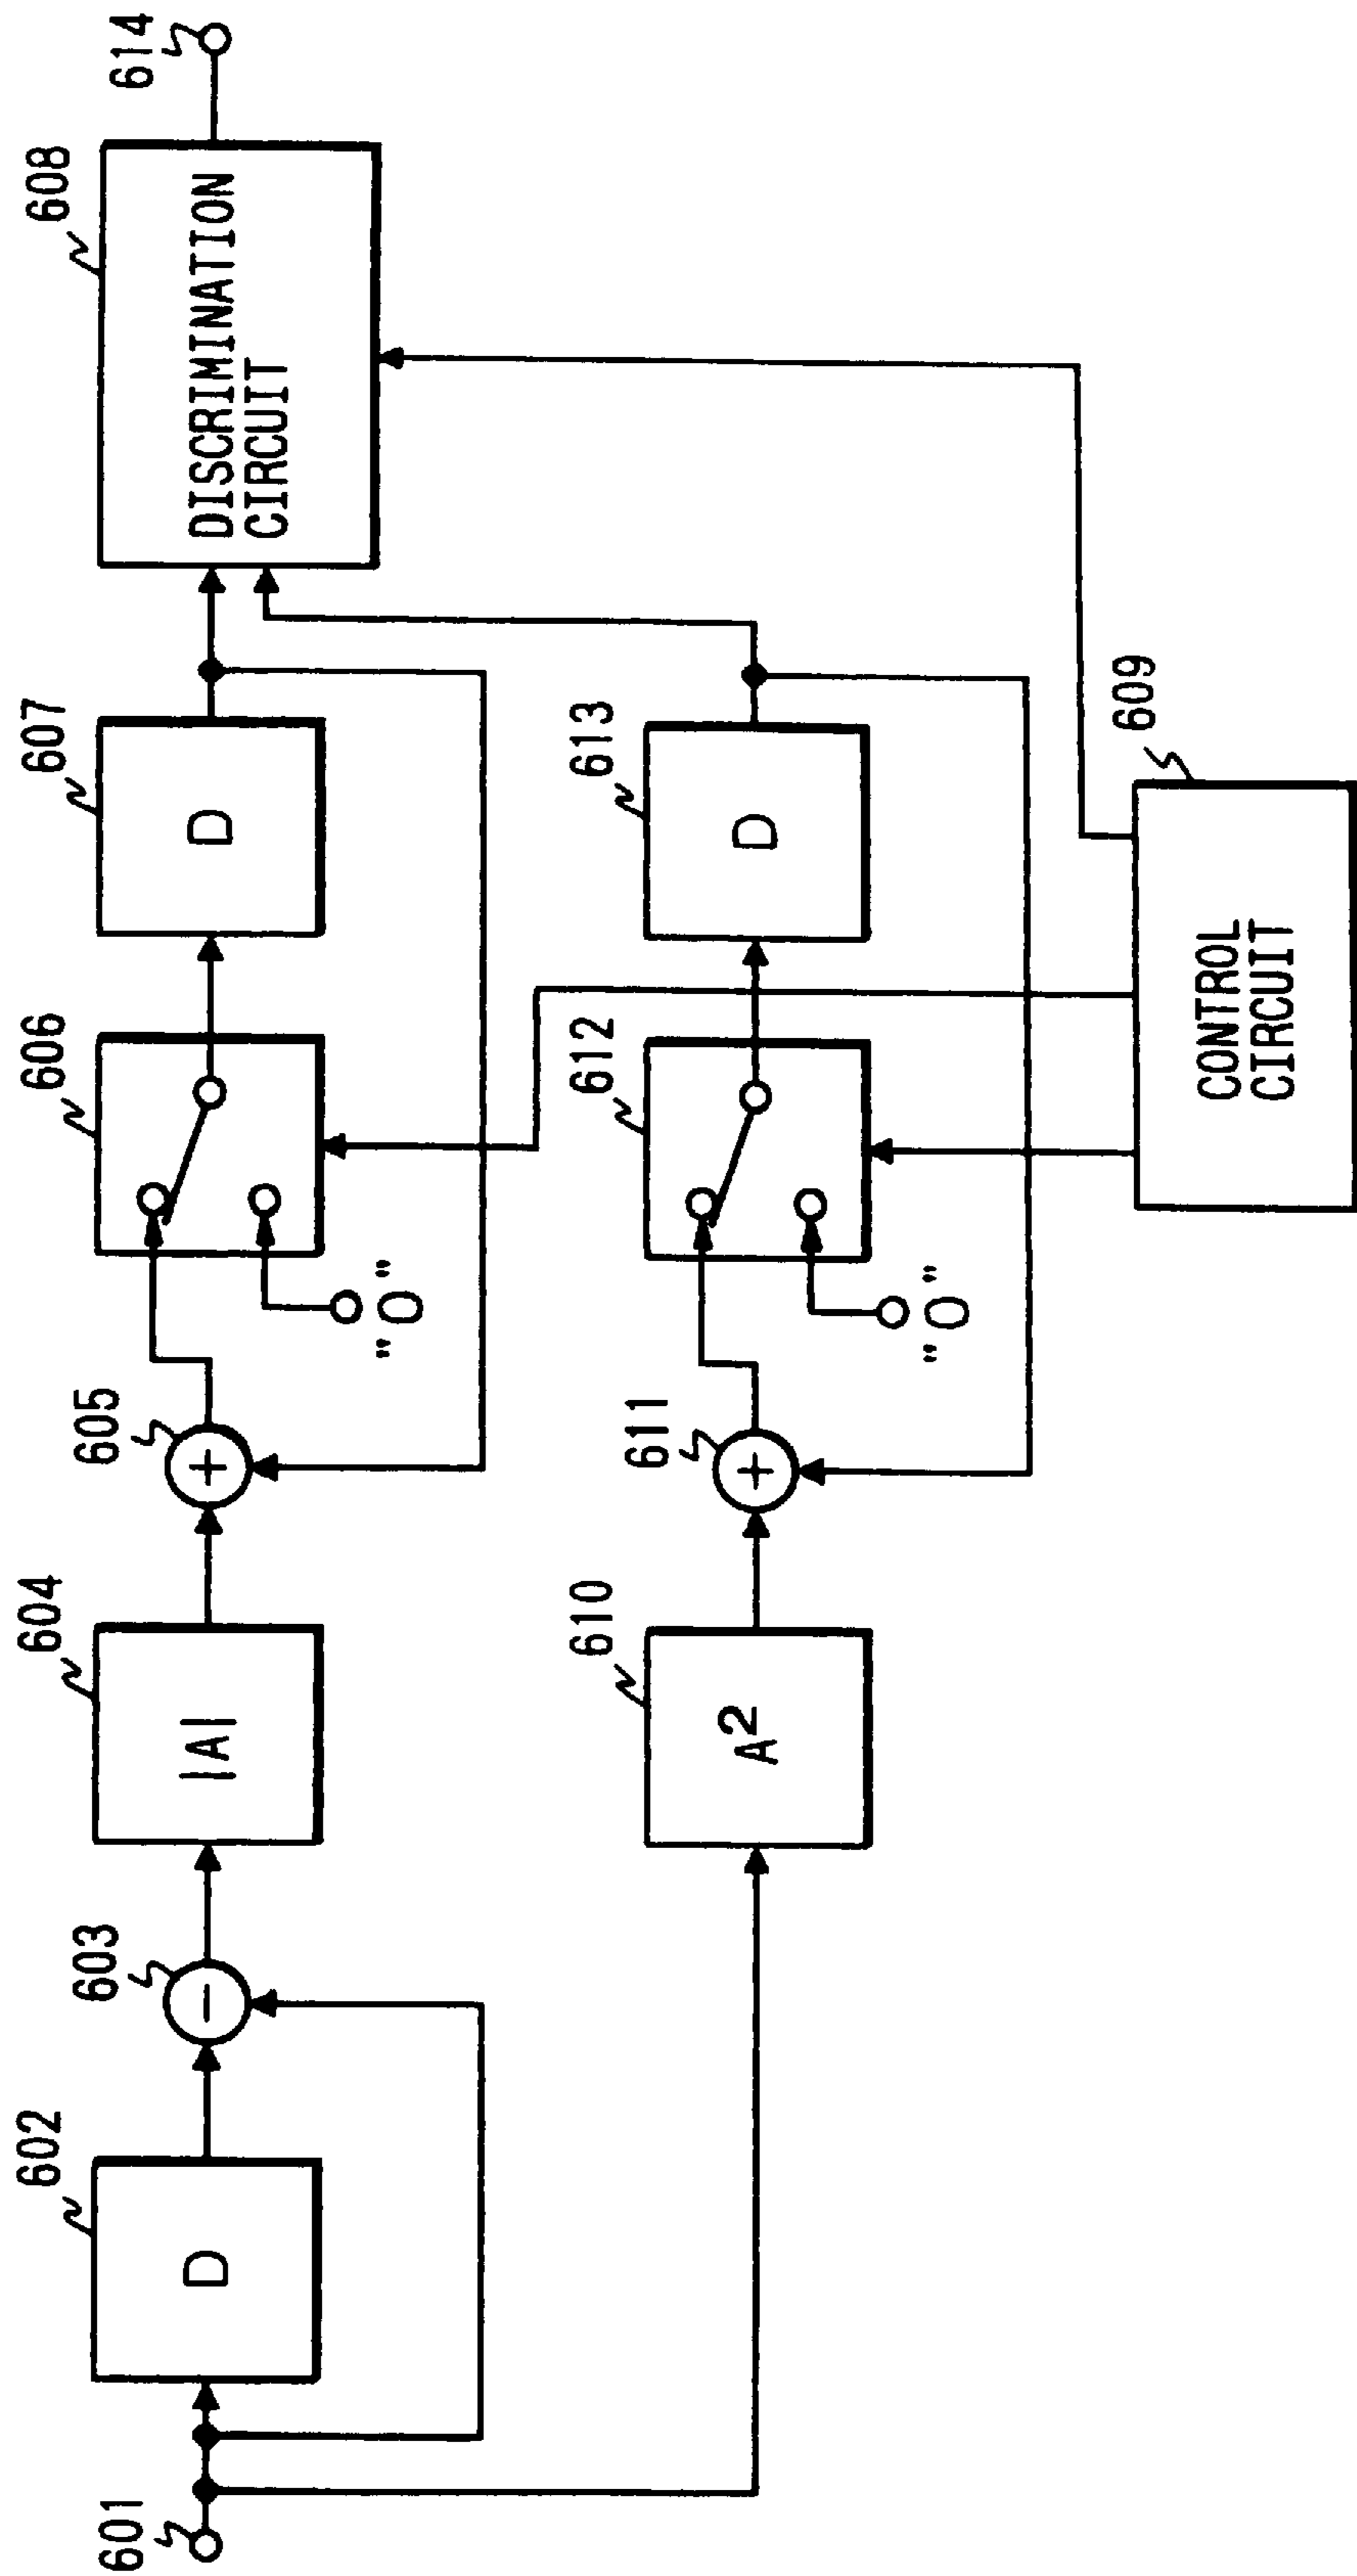 601
602
D
603
−
604
|A|
605
+
606
"0"
607
D
608
DISCRIMINATION
CIRCUIT
614
610
A²
611
+
612
"0"
613
D
609
CONTROL
CIRCUIT